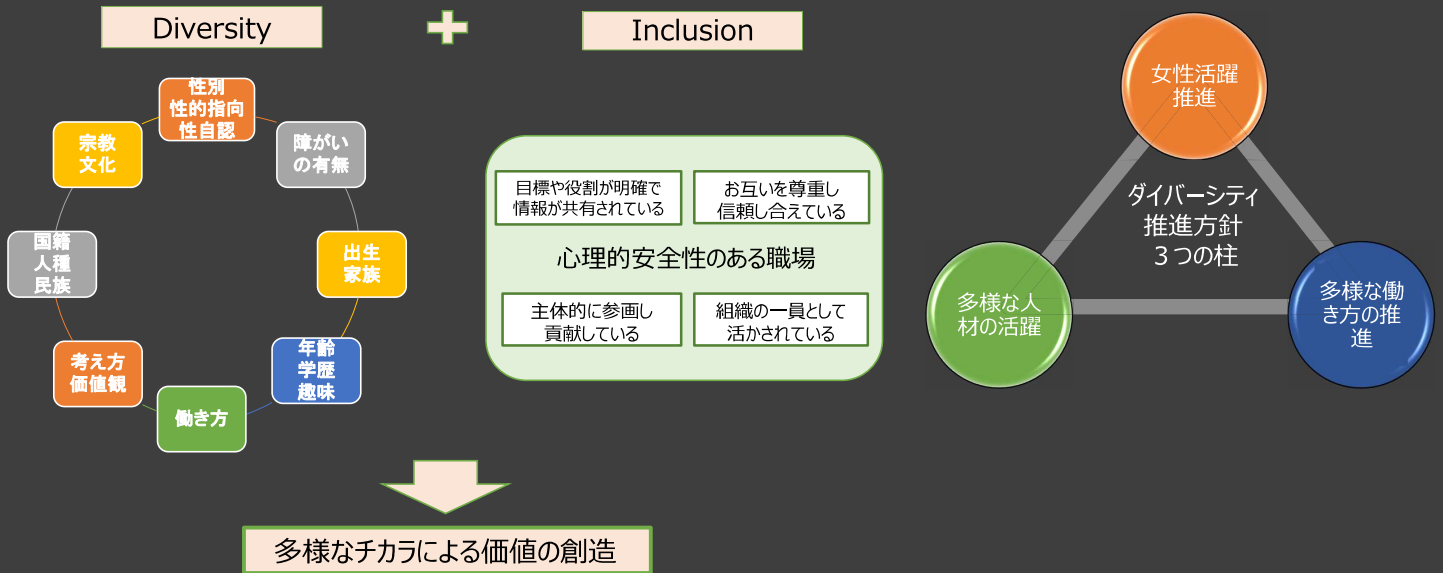 Diversity
Inclusion
性別
性的指向
性自認
障がい
の有無
出生
家族
年齢
学歴
趣味
働き方
考え方
価値観
国籍
人種
民族
宗教
文化
目標や役割が明確で
情報が共有されている
お互いを尊重し
信頼し合えている
心理的安全性のある職場
主体的に参画し
貢献している
組織の一員として
活かされている
多様なチカラによる価値の創造
女性活躍
推進
ダイバーシティ
推進方針
３つの柱
多様な人
材の活躍
多様な働
き方の推
進